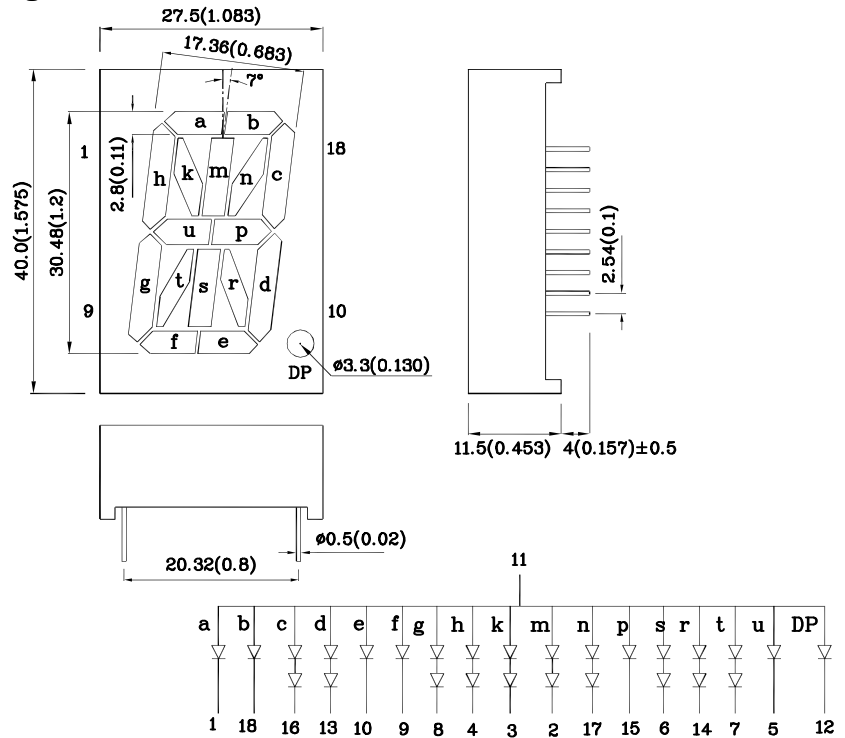 27.5(1.083)
17.36(0.683)
7°
a b
1 18
2.8(0.11)
h k m n c
40.0(1.575)
30.48(1.2)
u p
2.54(0.1)
g t s r d
9 10
f e
ø3.3(0.130)
DP
11.5(0.453) 4(0.157)±0.5
ø0.5(0.02)
20.32(0.8)
11
a b c d e f g h k m n p s r t u DP
1 18 16 13 10 9 8 4 3 2 17 15 6 14 7 5 12